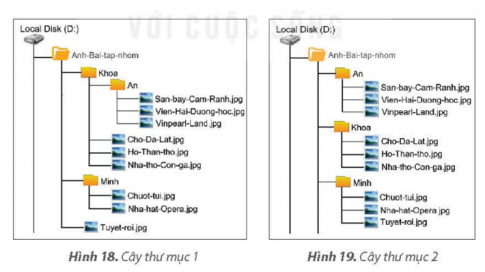 VỚI CUỘC SỐNG
Local Disk (D:)
Anh-Bai-tap-nhom
Khoa
An
San-bay-Cam-Ranh.jpg
Vien-Hai-Duong-hoc.jpg
Vinpearl-Land.jpg
Cho-Da-Lat.jpg
Ho-Than-tho.jpg
Nha-tho-Con-ga.jpg
Minh
Chuot-tui.jpg
Nha-hat-Opera.jpg
Tuyet-roi.jpg
Hình 18. Cây thư mục 1
Local Disk (D:)
Anh-Bai-tap-nhom
An
San-bay-Cam-Ranh.jpg
Vien-Hai-Duong-hoc.jpg
Vinpearl-Land.jpg
Khoa
Cho-Da-Lat.jpg
Ho-Than-tho.jpg
Nha-tho-Con-ga.jpg
Minh
Chuot-tui.jpg
Nha-hat-Opera.jpg
Tuyet-roi.jpg
Hình 19. Cây thư mục 2